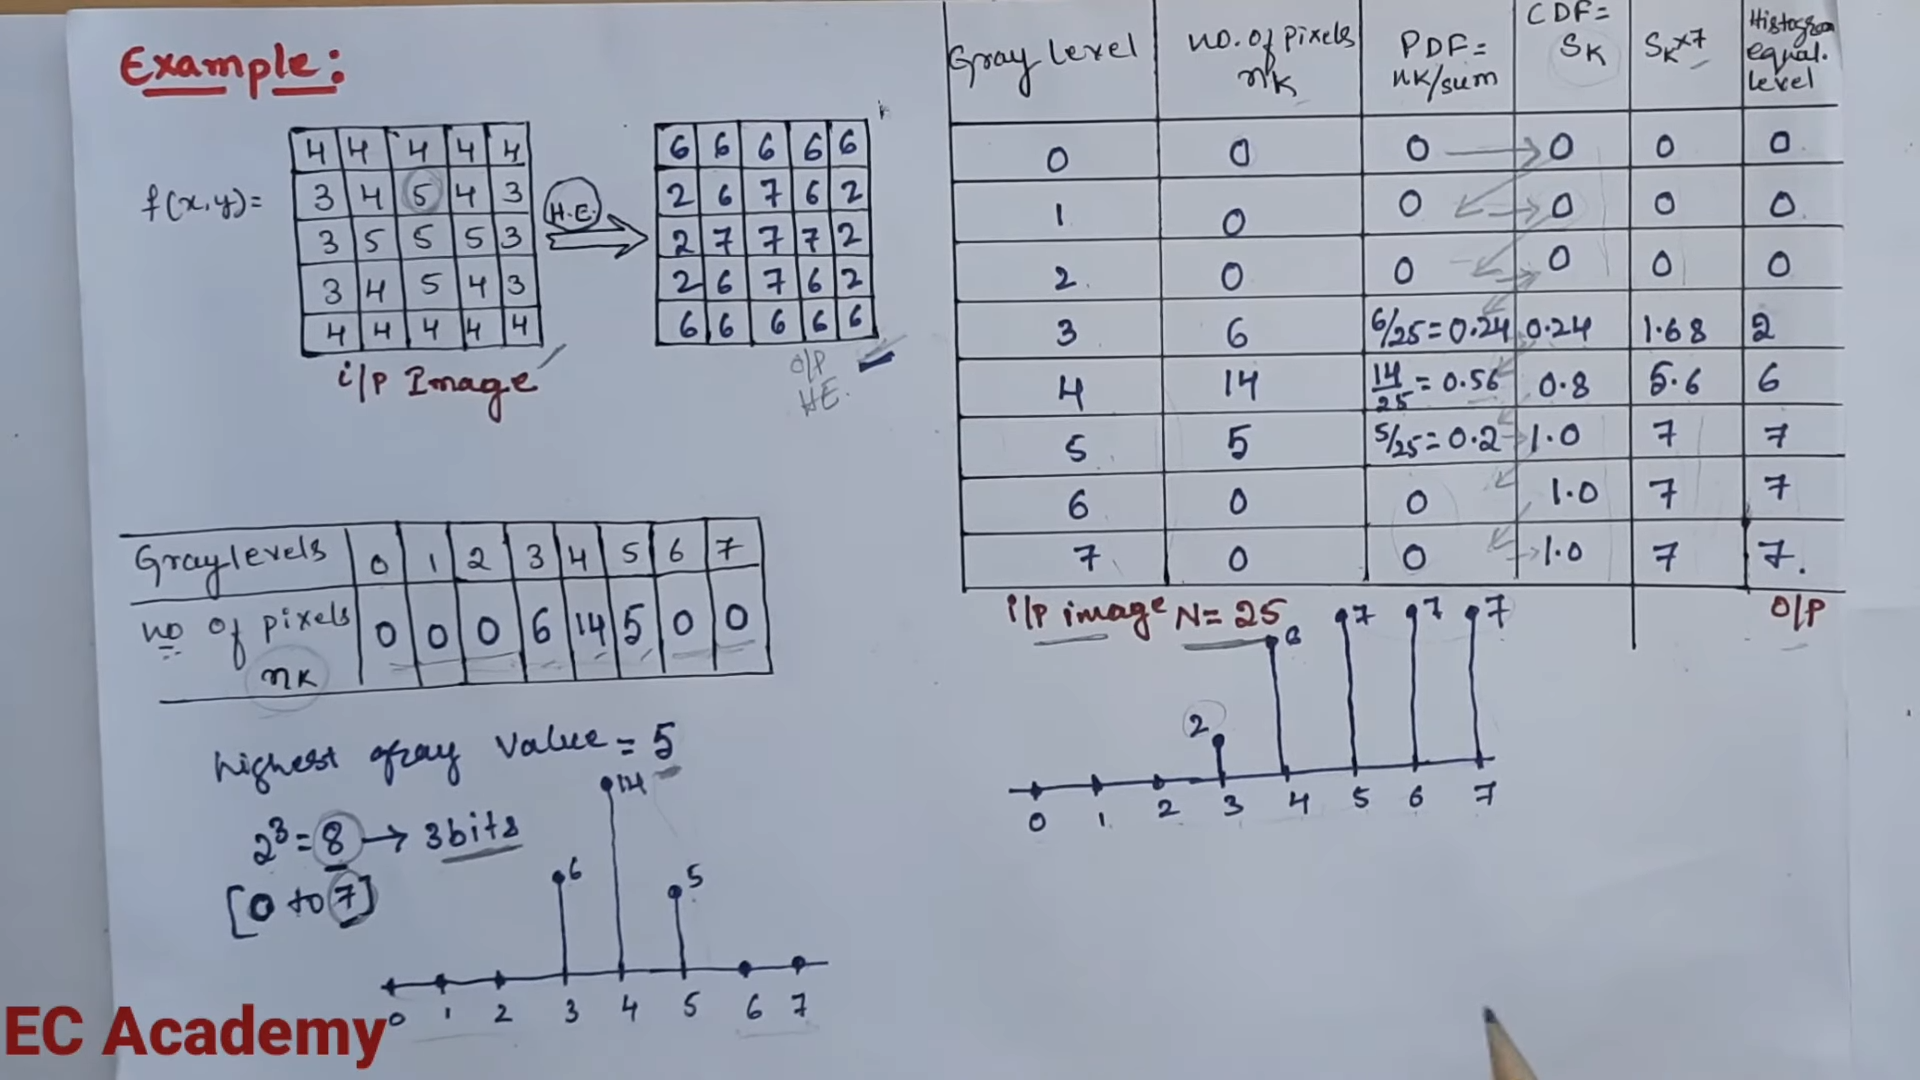 Example:
f(x,y)=
4 4 4 4 4
3 4 5 4 3
3 5 5 5 3
3 4 5 4 3
4 4 4 4 4
i/p Image
H.E.
6 6 6 6 6
2 6 7 6 2
2 7 7 7 2
2 6 7 6 2
6 6 6 6 6
O/P
HE.
Gray levels 0 1 2 3 4 5 6 7
no of pixels nK 0 0 0 6 14 5 0 0
highest gray value = 5
2³=8 → 3bits
[0 to 7]
6 14 5
0 1 2 3 4 5 6 7
Gray level no. of pixels nK PDF= nK/sum CDF= SK SK×7 Histogram equal. level
0 0 0 0 0 0
1 0 0 0 0 0
2 0 0 0 0 0
3 6 6/25=0.24 0.24 1.68 2
4 14 14/25=0.56 0.8 5.6 6
5 5 5/25=0.2 1.0 7 7
6 0 0 1.0 7 7
7 0 0 1.0 7 7.
i/p image N=25 O/P
2 6 7 7 7
0 1 2 3 4 5 6 7
EC Academy